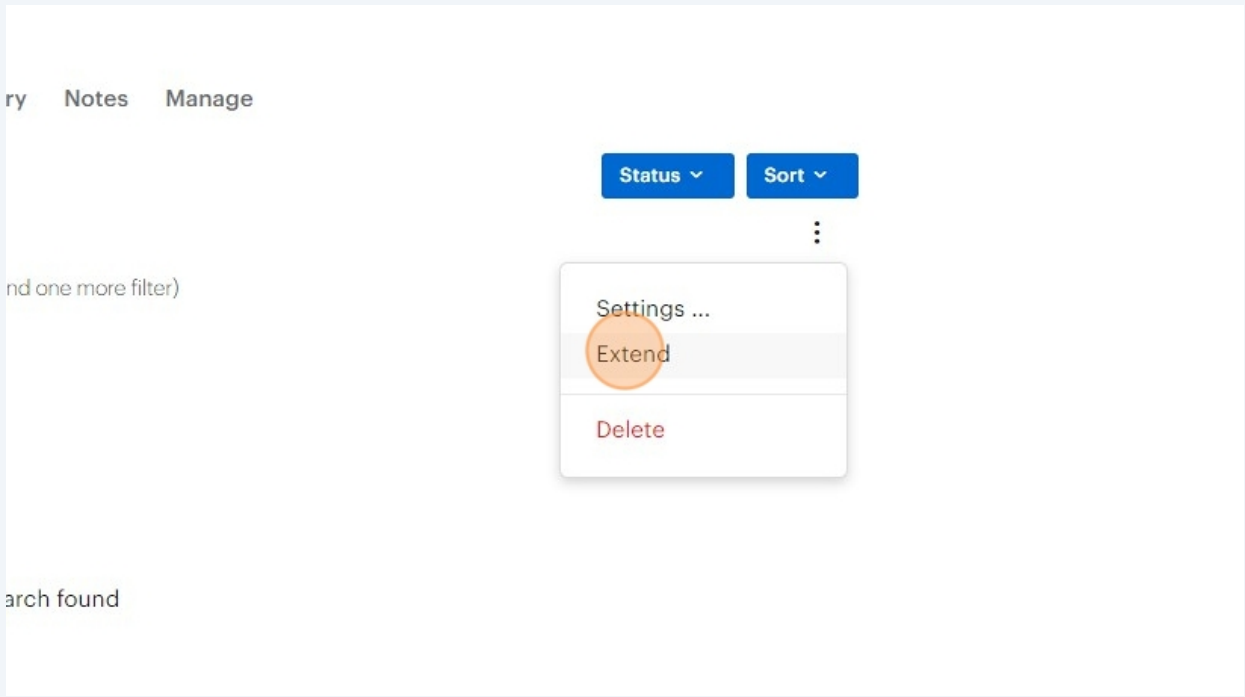 ry Notes Manage
Status Sort
nd one more filter)
Settings ...
Extend
Delete
arch found